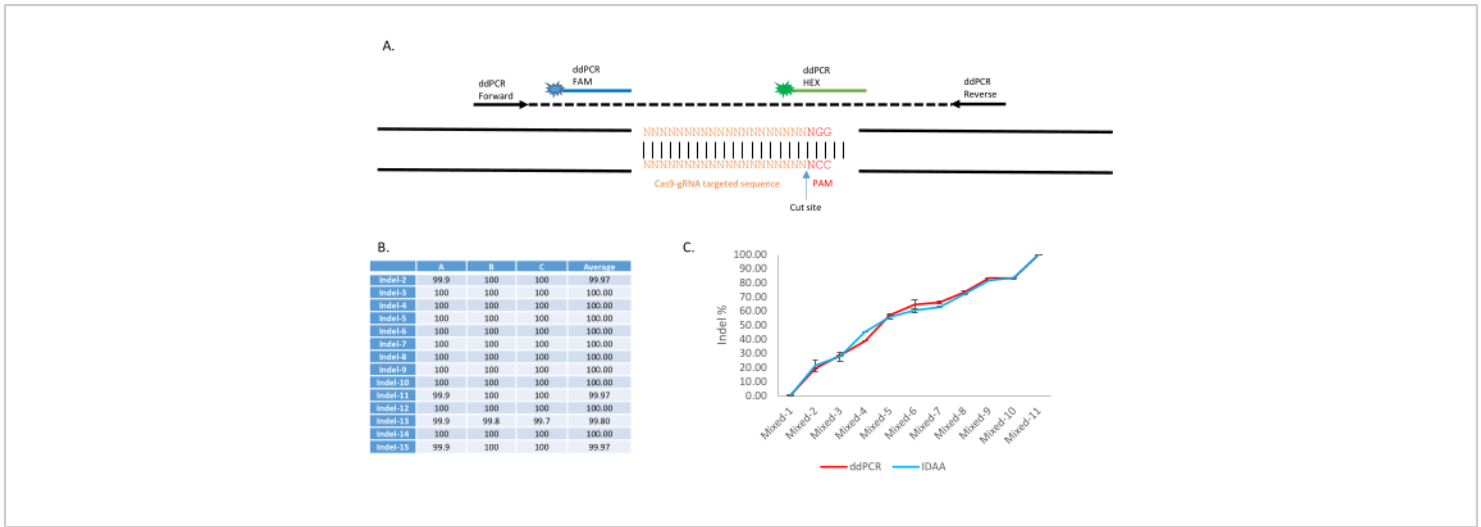 A.
ddPCR
Forward
ddPCR
FAM
ddPCR
HEX
ddPCR
Reverse
NNNNNNNNNNNNNNNNNNNNNGG
NNNNNNNNNNNNNNNNNNNNNCC
Cas9-gRNA targeted sequence PAM
Cut site
B.
A B C Average
Indel-2 99.9 100 100 99.97
Indel-3 100 100 100 100.00
Indel-4 100 100 100 100.00
Indel-5 100 100 100 100.00
Indel-6 100 100 100 100.00
Indel-7 100 100 100 100.00
Indel-8 100 100 100 100.00
Indel-9 100 100 100 100.00
Indel-10 100 100 100 100.00
Indel-11 99.9 100 100 99.97
Indel-12 100 100 100 100.00
Indel-13 99.9 99.8 99.7 99.80
Indel-14 100 100 100 100.00
Indel-15 99.9 100 100 99.97
C.
Indel %
100.00
90.00
80.00
70.00
60.00
50.00
40.00
30.00
20.00
10.00
0.00
Mixed-1
Mixed-2
Mixed-3
Mixed-4
Mixed-5
Mixed-6
Mixed-7
Mixed-8
Mixed-9
Mixed-10
Mixed-11
ddPCR IDAA